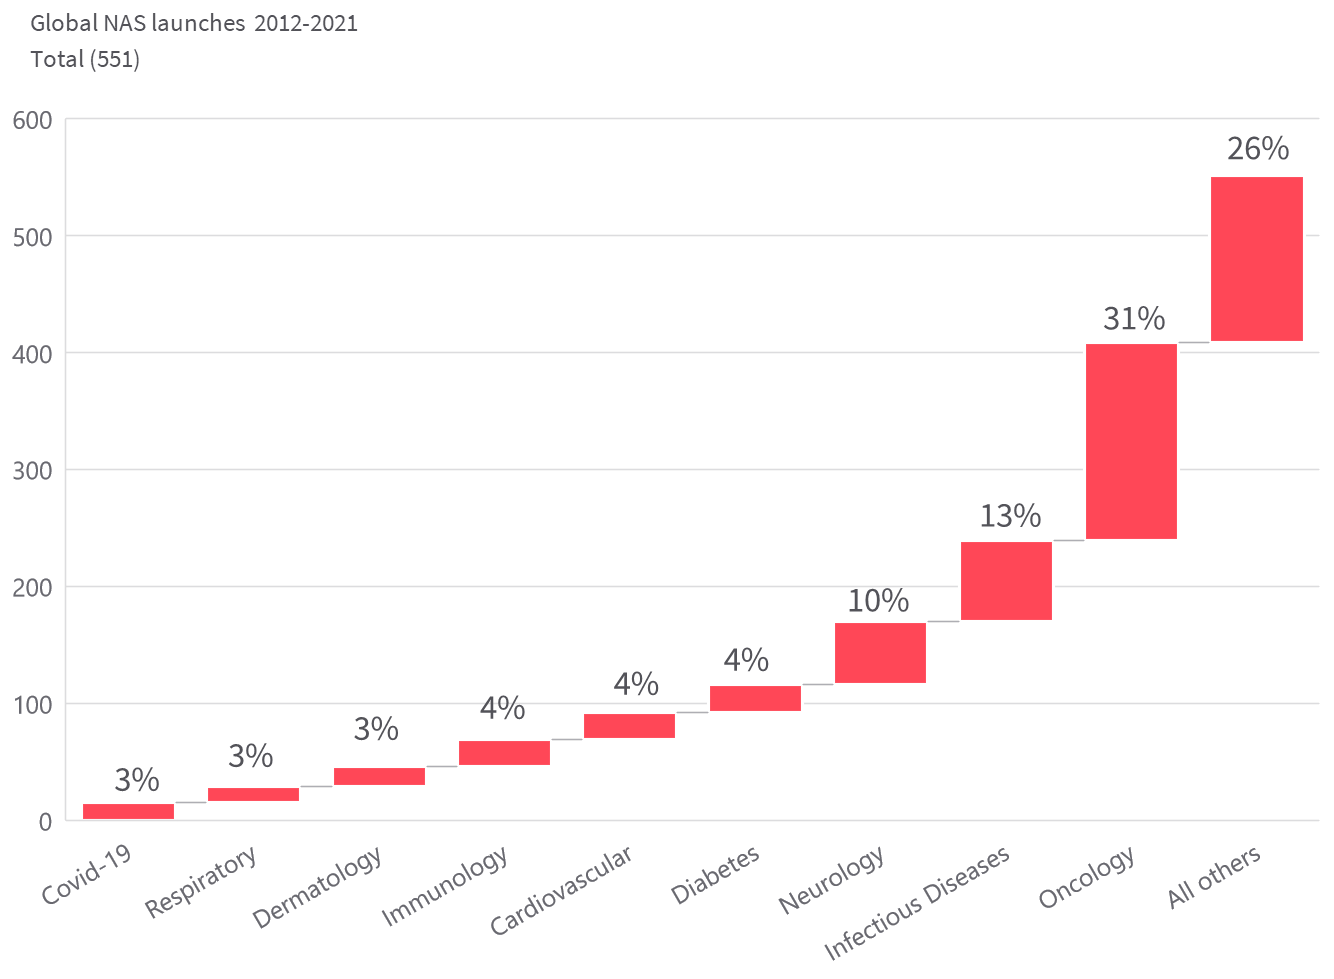 Global NAS launches 2012-2021
Total (551)
600
500
400
300
200
100
0
3%
3%
3%
4%
4%
4%
10%
13%
31%
26%
Covid-19
Respiratory
Dermatology
Immunology
Cardiovascular
Diabetes
Neurology
Infectious Diseases
Oncology
All others